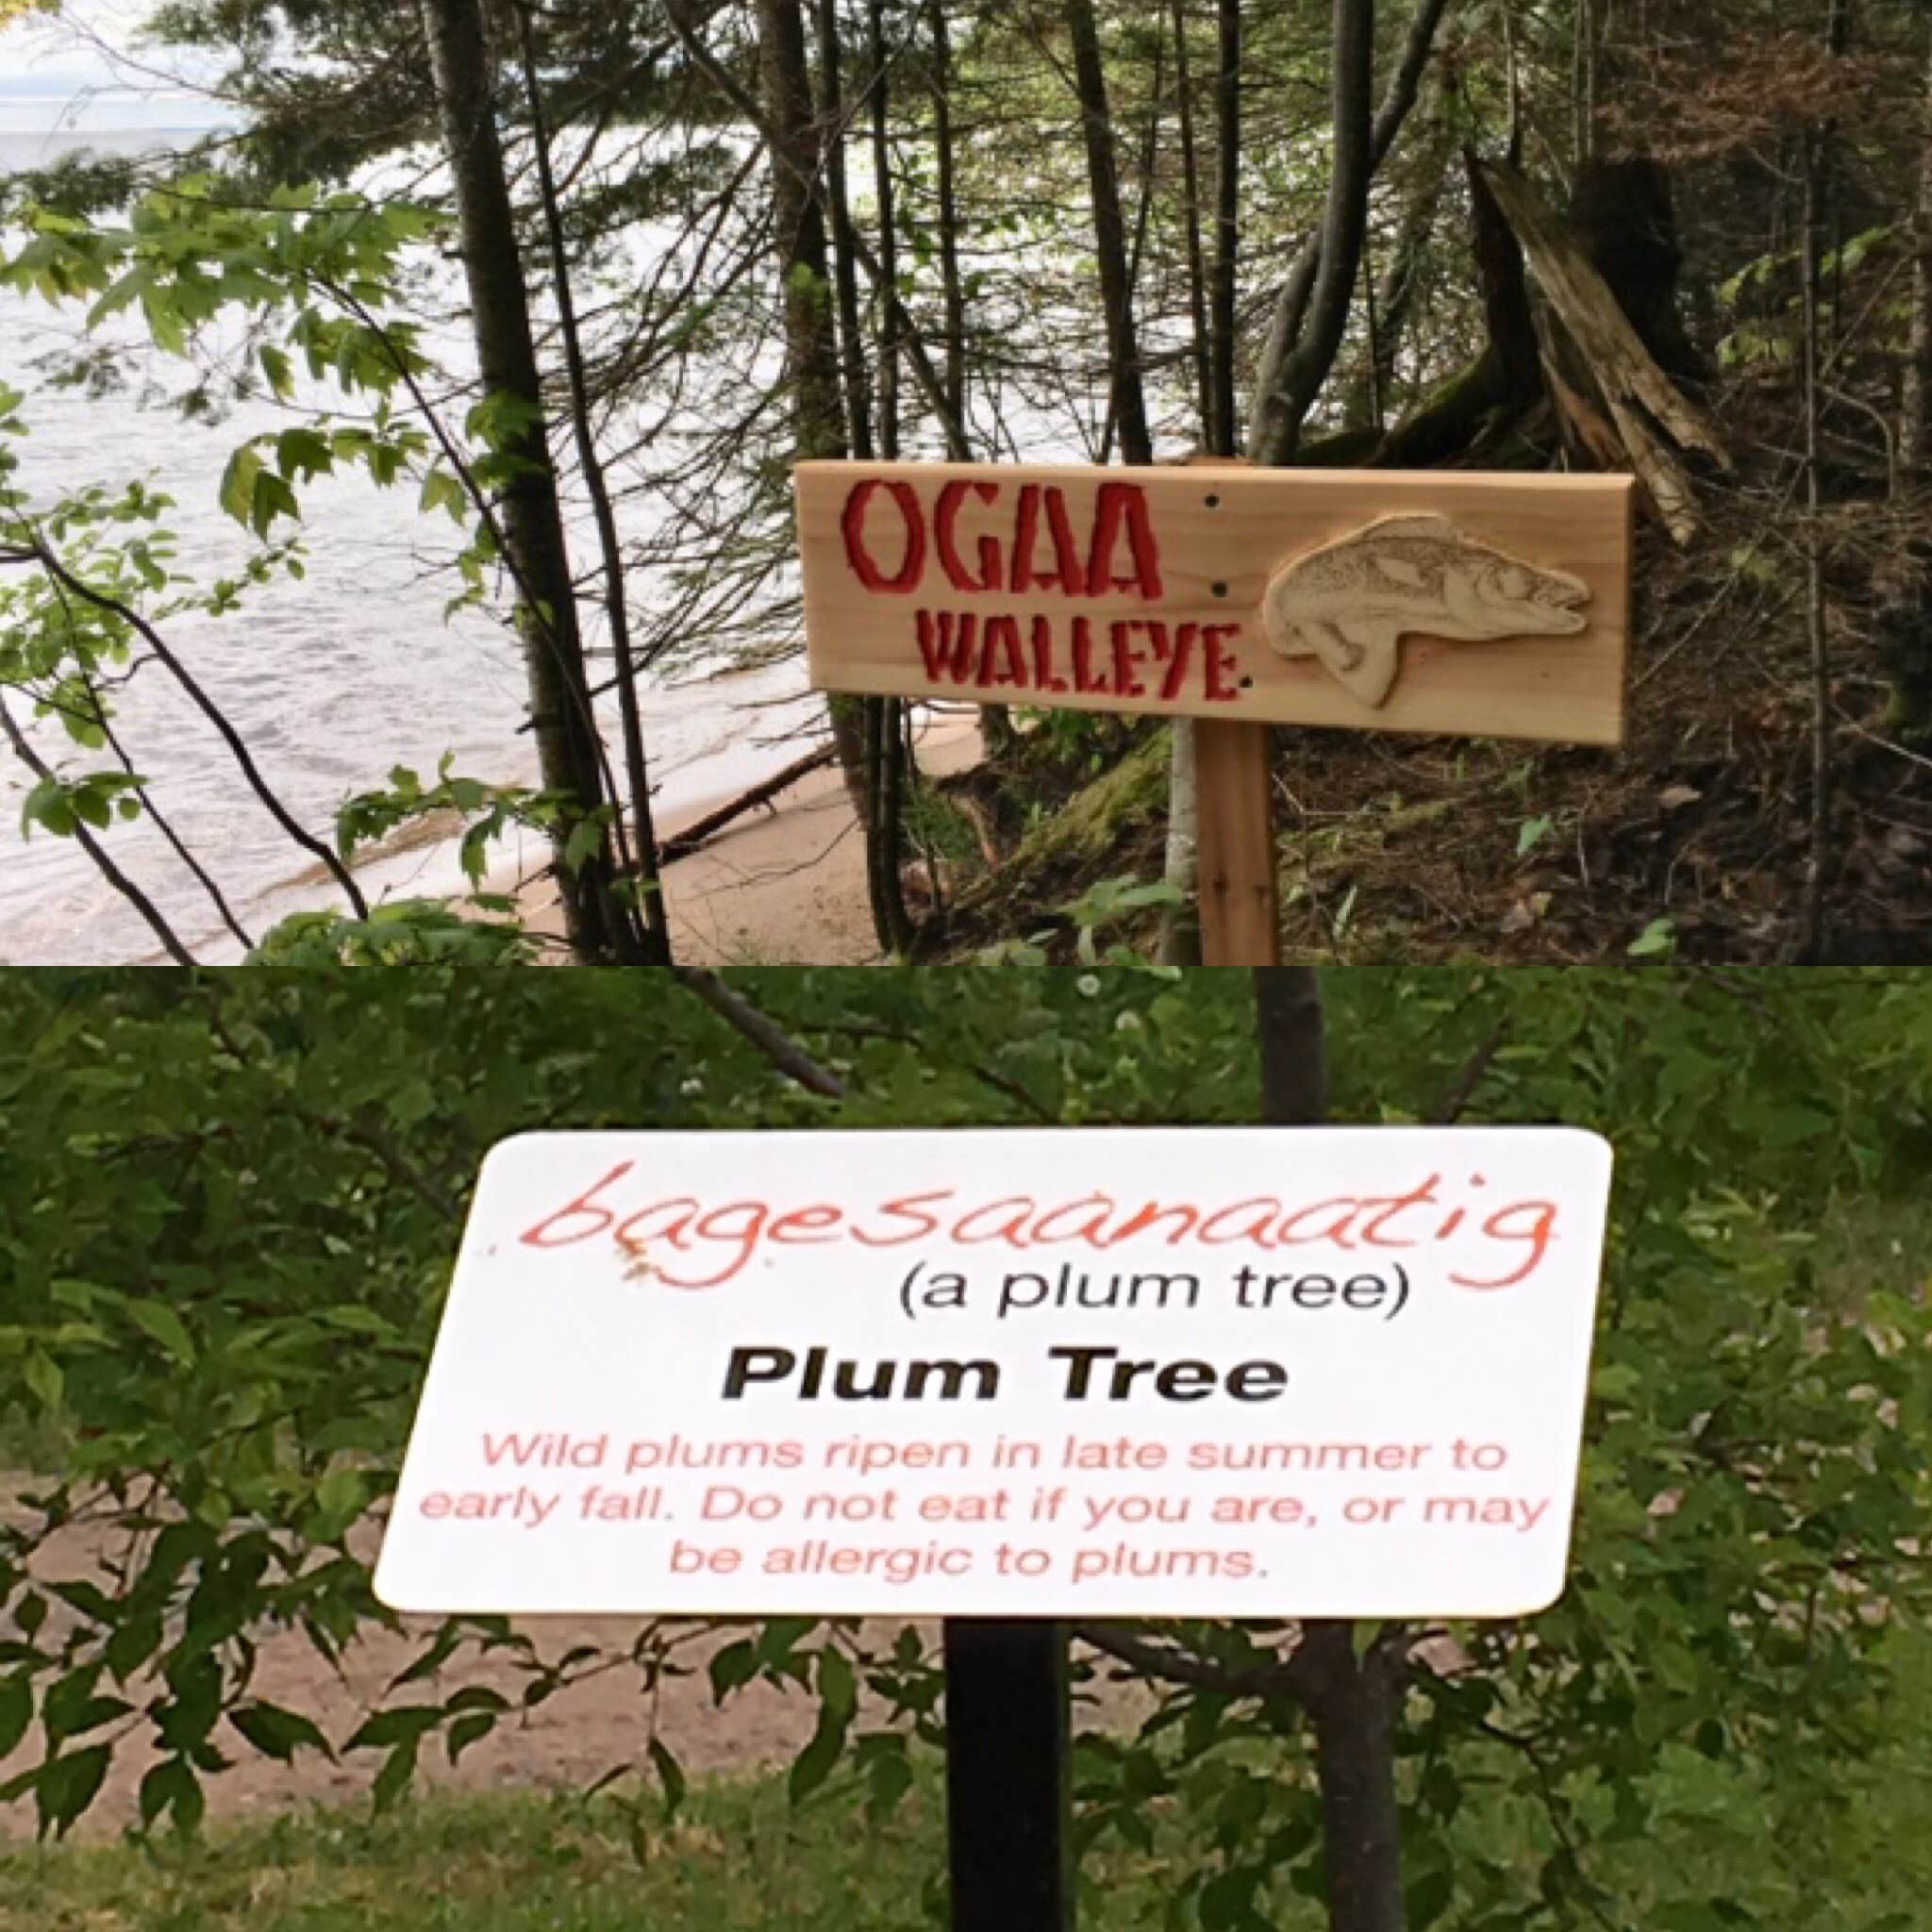 OGAA
WALLEYE
bagesaanaatig
(a plum tree)
Plum Tree
Wild plums ripen in late summer to
early fall. Do not eat if you are, or may
be allergic to plums.